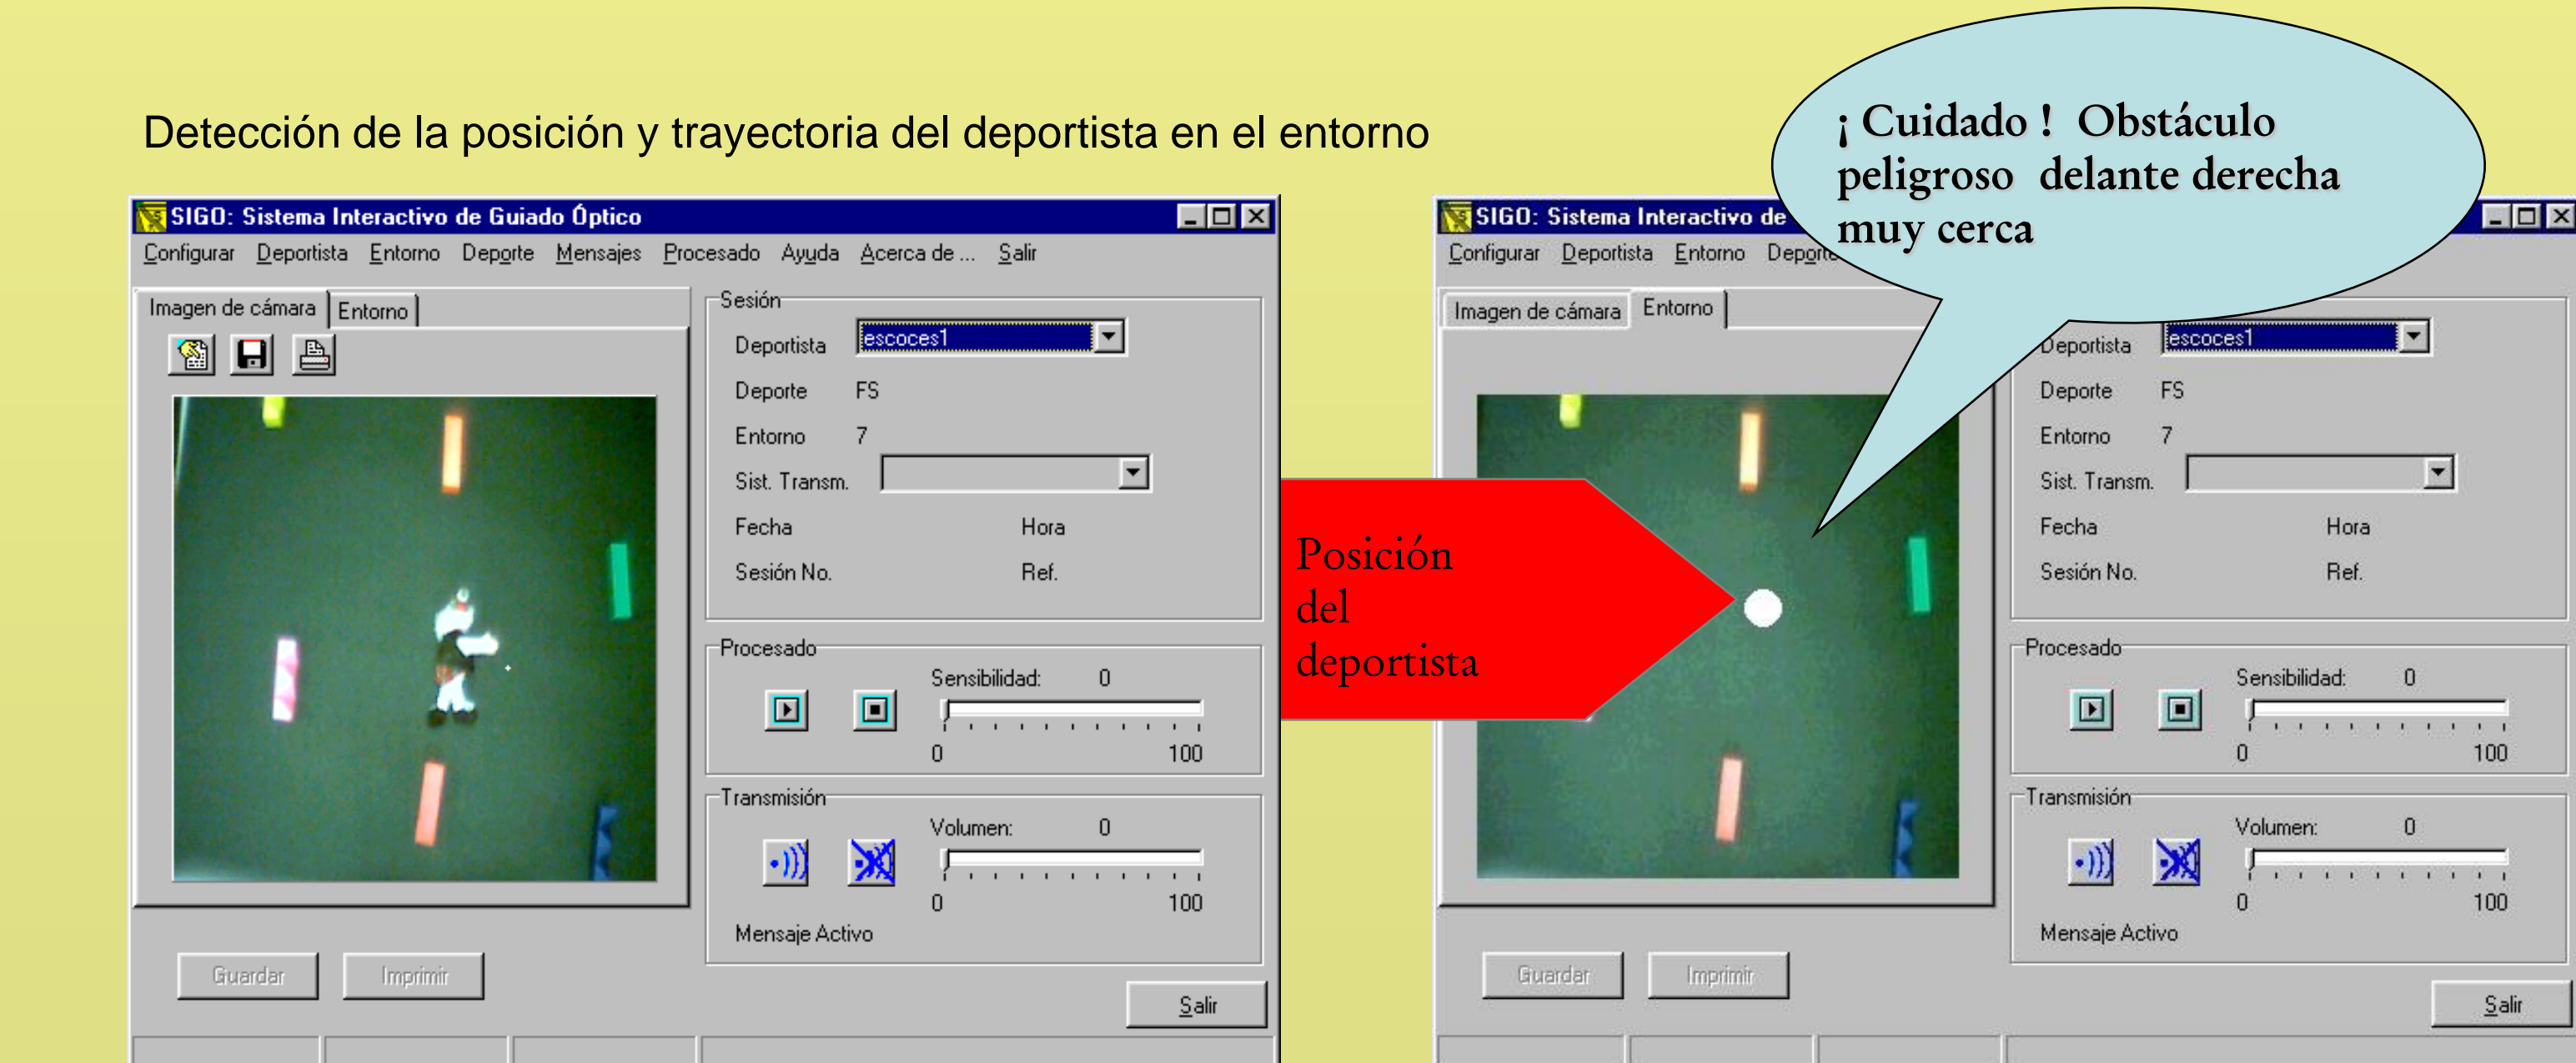 Detección de la posición y trayectoria del deportista en el entorno
¡ Cuidado ! Obstáculo
peligroso delante derecha
muy cerca
SIGO: Sistema Interactivo de Guiado Óptico
Configurar Deportista Entorno Deporte Mensajes Procesado Ayuda Acerca de ... Salir
Imagen de cámara Entorno
Sesión
Deportista escoces1
Deporte FS
Entorno 7
Sist. Transm.
Fecha Hora
Sesión No. Ref.
Procesado
Sensibilidad: 0
0 100
Transmisión
Volumen: 0
0 100
Mensaje Activo
Guardar Imprimir
Salir
Posición
del
deportista
SIGO: Sistema Interactivo de
Configurar Deportista Entorno Deporte
Imagen de cámara Entorno
Deportista escoces1
Deporte FS
Entorno 7
Sist. Transm.
Fecha Hora
Sesión No. Ref.
Procesado
Sensibilidad: 0
0 100
Transmisión
Volumen: 0
0 100
Mensaje Activo
Guardar Imprimir
Salir